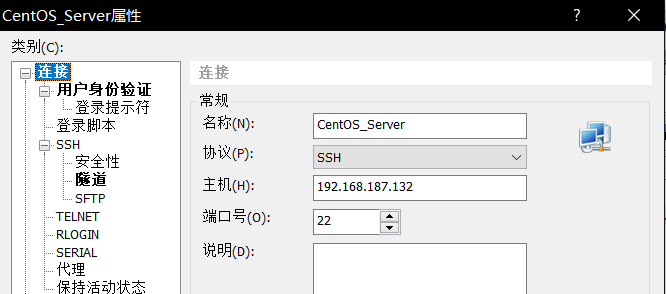 CentOS_Server属性
?
类别(C):
连接
用户身份验证
登录提示符
登录脚本
SSH
安全性
隧道
SFTP
TELNET
RLOGIN
SERIAL
代理
保持活动状态
连接
常规
名称(N):
CentOS_Server
协议(P):
SSH
主机(H):
192.168.187.132
端口号(O):
22
说明(D):